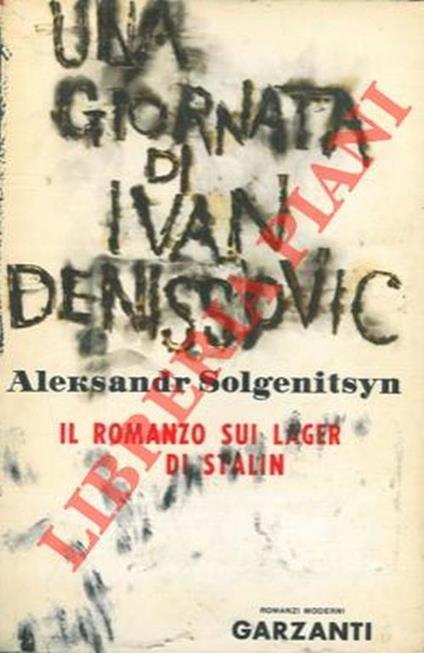 UNA
GIORNATA
DI
IVAN
DENISSOVIC
Aleksandr Solgenitsyn
IL ROMANZO SUI LAGER
DI STALIN
LIBRERIA PIANI
ROMANZI MODERNI
GARZANTI